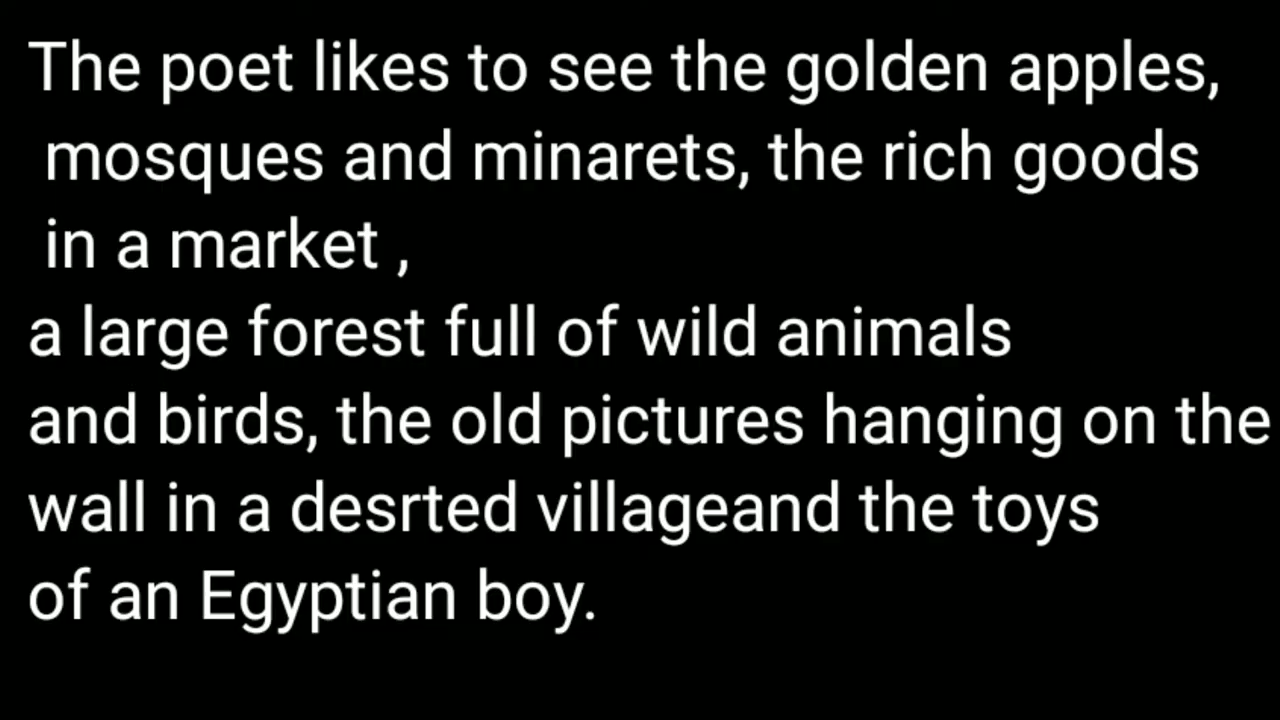 The poet likes to see the golden apples,
mosques and minarets, the rich goods
in a market ,
a large forest full of wild animals
and birds, the old pictures hanging on the
wall in a desrted villageand the toys
of an Egyptian boy.